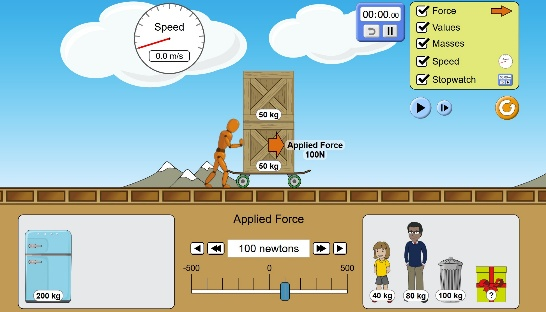 Speed
0.0 m/s
00:00.00
Force
Values
Masses
Speed
Stopwatch
50 kg
Applied Force
100N
50 kg
Applied Force
100 newtons
-500
0
500
200 kg
40 kg
80 kg
100 kg
?